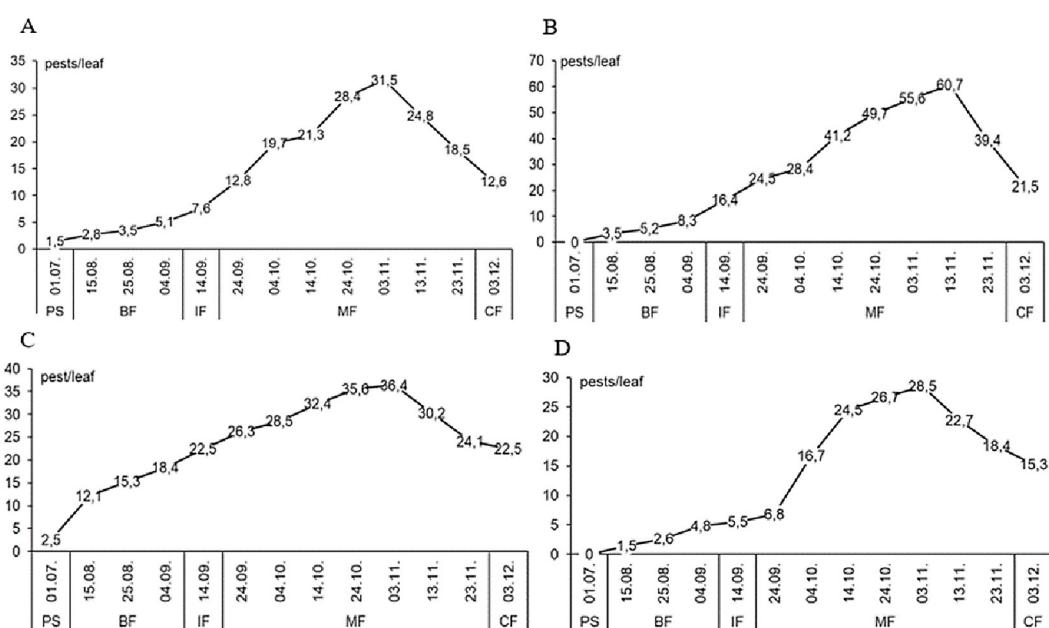 A
pests/leaf
35
30
25
20
15
10
5
0
1,5 2,8 3,5 5,1 7,6 12,8 19,7 21,3 28,4 31,5 24,8 18,5 12,6
01.07. 15.08. 25.08. 04.09. 14.09. 24.09. 04.10. 14.10. 24.10. 03.11. 13.11. 23.11. 03.12.
PS BF IF MF CF
B
pests/leaf
70
60
50
40
30
20
10
0
0 3,5 5,2 8,3 16,4 24,5 28,4 41,2 49,7 55,6 60,7 39,4 21,5
01.07. 15.08. 25.08. 04.09. 14.09. 24.09. 04.10. 14.10. 24.10. 03.11. 13.11. 23.11. 03.12.
PS BF IF MF CF
C
pest/leaf
40
35
30
25
20
15
10
5
0
2,5 12,1 15,3 18,4 22,5 26,3 28,5 32,4 35,6 36,4 30,2 24,1 22,5
01.07. 15.08. 25.08. 04.09. 14.09. 24.09. 04.10. 14.10. 24.10. 03.11. 13.11. 23.11. 03.12.
PS BF IF MF CF
D
pests/leaf
30
25
20
15
10
5
0
0 1,5 2,6 4,8 5,5 6,8 16,7 24,5 26,7 28,5 22,7 18,4 15,3
01.07. 15.08. 25.08. 04.09. 14.09. 24.09. 04.10. 14.10. 24.10. 03.11. 13.11. 23.11. 03.12.
PS BF IF MF CF